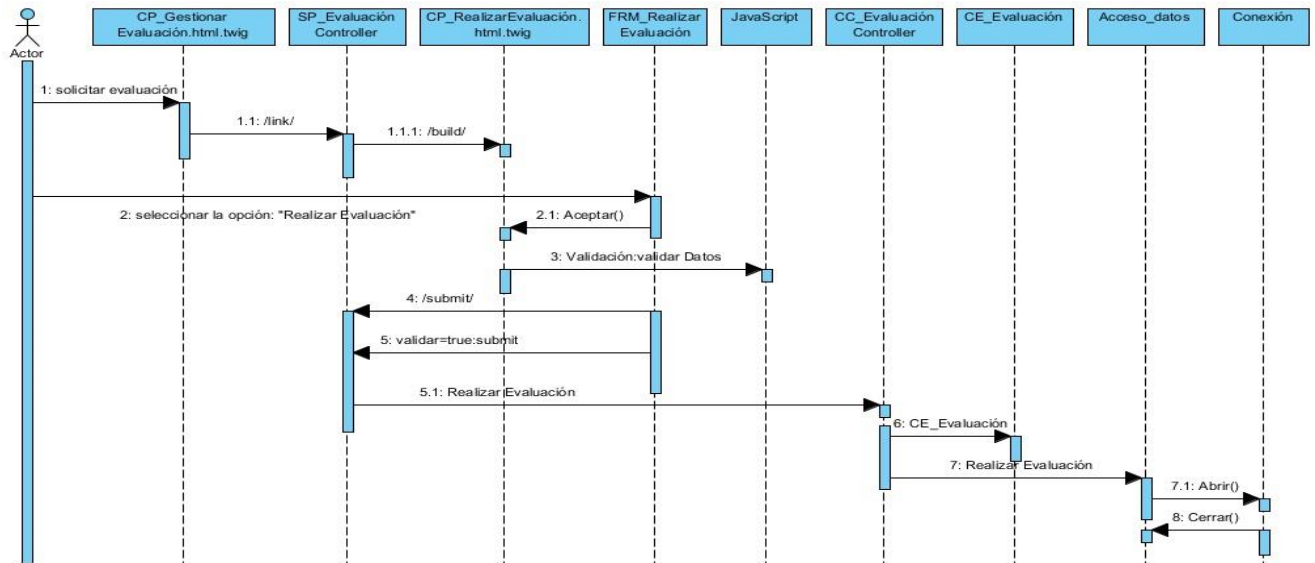 CP_Gestionar
Evaluación.html.twig
SP_Evaluación
Controller
CP_RealizarEvaluación.
html.twig
FRM_Realizar
Evaluación
JavaScript
CC_Evaluación
Controller
CE_Evaluación
Acceso_datos
Conexión
Actor
1: solicitar evaluación
1.1: /link/
1.1.1: /build/
2: seleccionar la opción: "Realizar Evaluación"
2.1: Aceptar()
3: Validación:validar Datos
4: /submit/
5: validar=true:submit
5.1: Realizar Evaluación
6: CE_Evaluación
7: Realizar Evaluación
7.1: Abrir()
8: Cerrar()